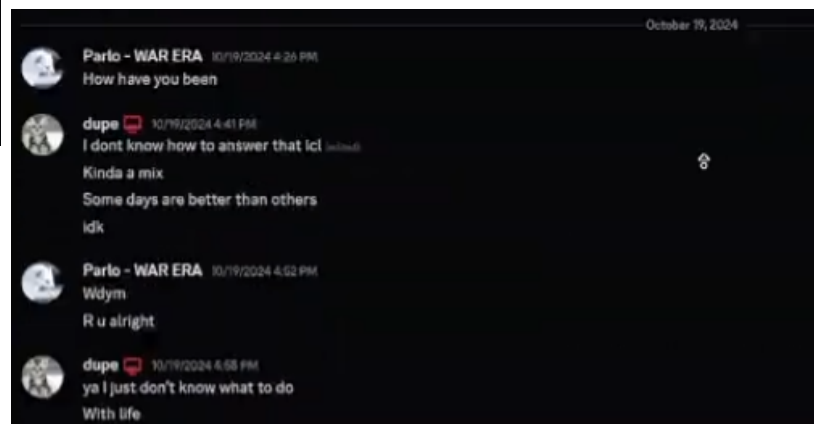 October 19, 2024
Parlo - WAR ERA 10/19/2024 4:26 PM
How have you been
dupe 10/19/2024 4:41 PM
I dont know how to answer that icl (edited)
Kinda a mix
Some days are better than others
idk
Parlo - WAR ERA 10/19/2024 4:52 PM
Wdym
R u alright
dupe 10/19/2024 PM
ya I just don't know what to do
With life